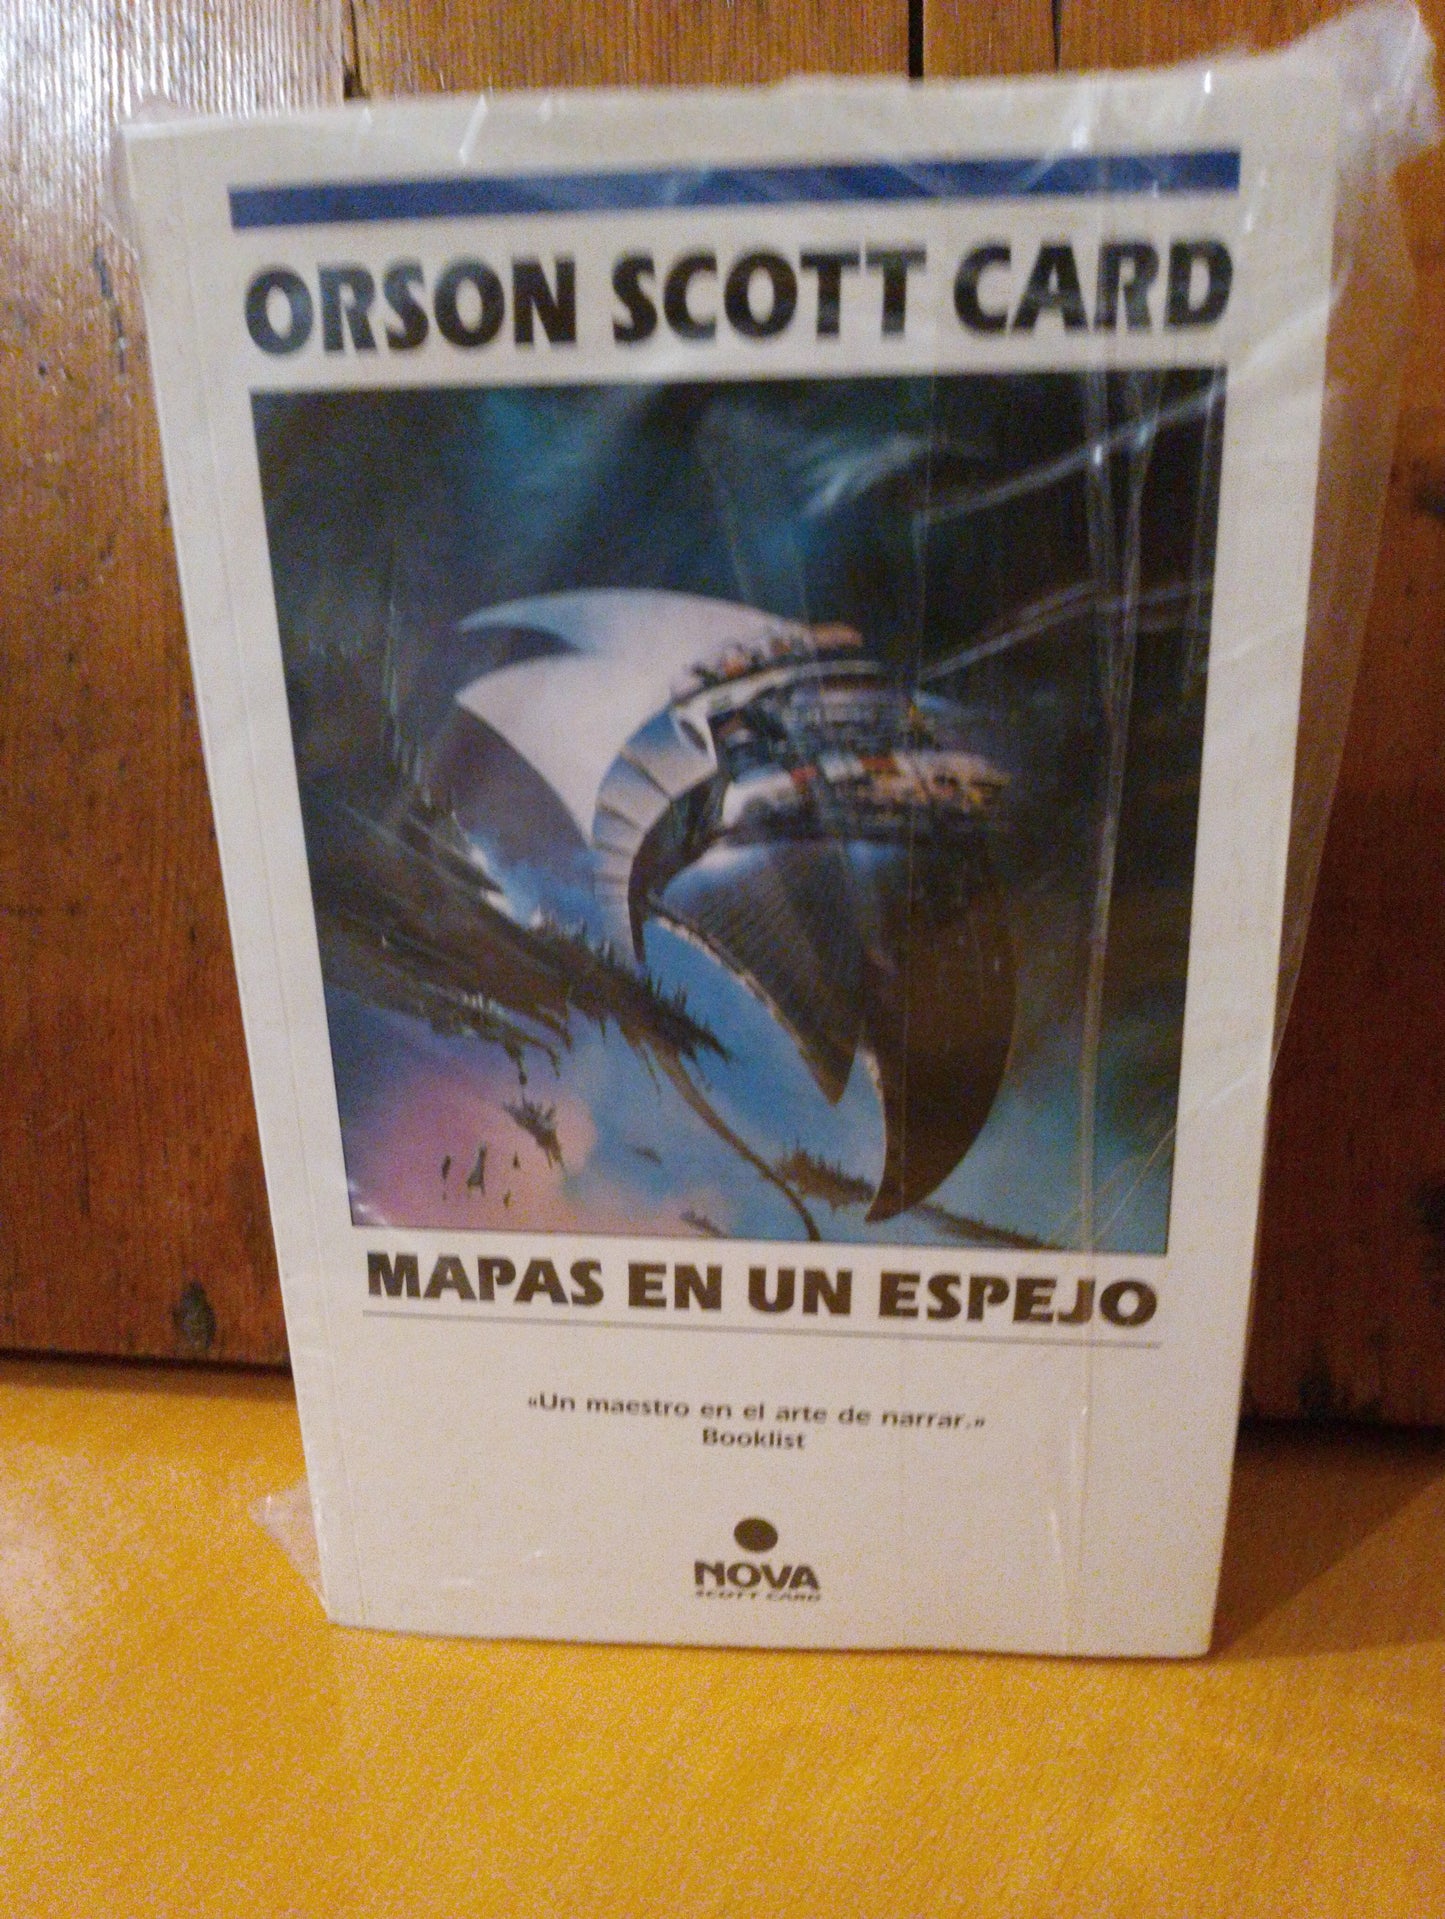 ORSON SCOTT CARD
MAPAS EN UN ESPEJO
«Un maestro en el arte de narrar.»
Booklist
NOVA
SCOTT CARD